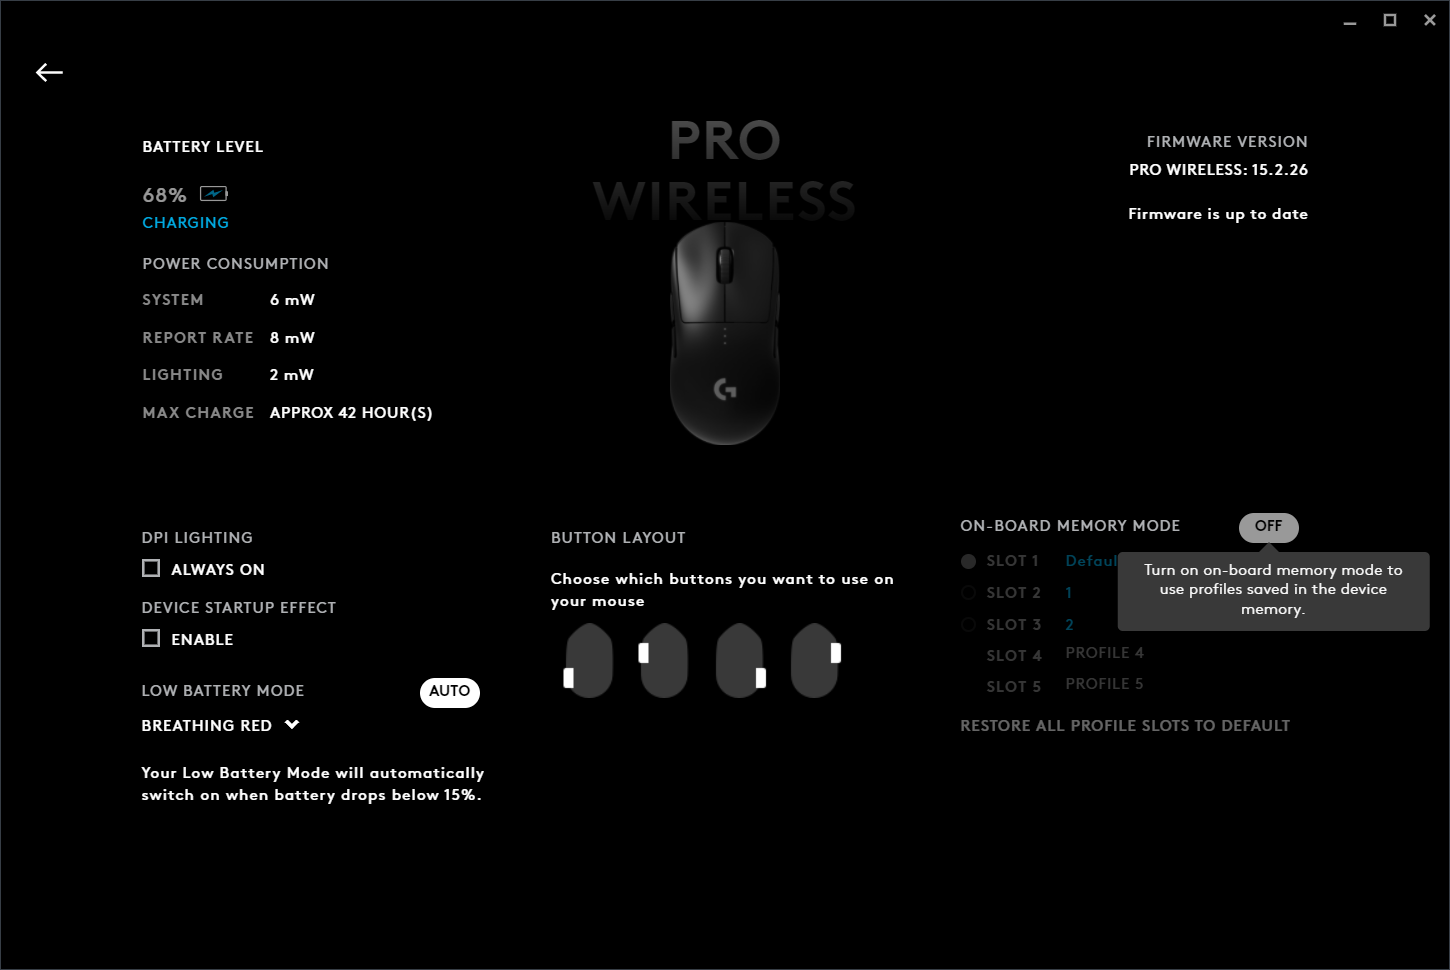 BATTERY LEVEL
68%
CHARGING
POWER CONSUMPTION
SYSTEM 6 mW
REPORT RATE 8 mW
LIGHTING 2 mW
MAX CHARGE APPROX 42 HOUR(S)
PRO
WIRELESS
FIRMWARE VERSION
PRO WIRELESS: 15.2.26
Firmware is up to date
DPI LIGHTING
ALWAYS ON
DEVICE STARTUP EFFECT
ENABLE
LOW BATTERY MODE AUTO
BREATHING RED
Your Low Battery Mode will automatically
switch on when battery drops below 15%.
BUTTON LAYOUT
Choose which buttons you want to use on
your mouse
ON-BOARD MEMORY MODE OFF
Turn on on-board memory mode to
use profiles saved in the device
memory.
SLOT 1 Defaul
SLOT 2 1
SLOT 3 2
SLOT 4 PROFILE 4
SLOT 5 PROFILE 5
RESTORE ALL PROFILE SLOTS TO DEFAULT